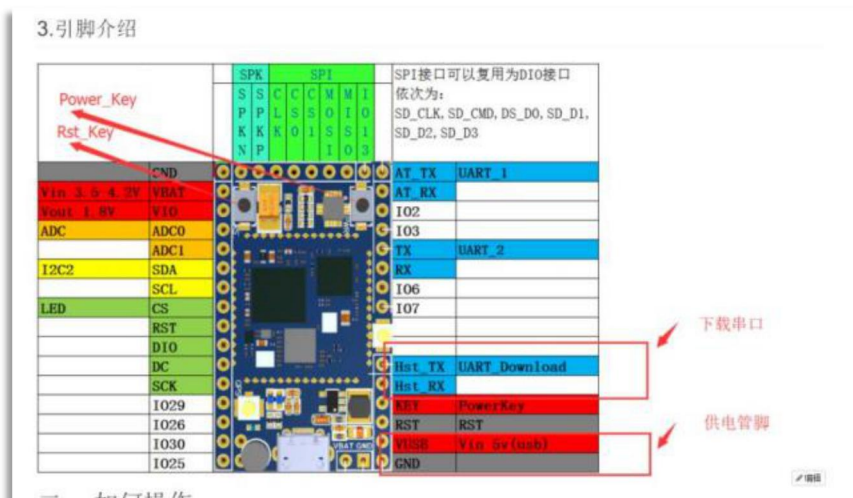 3.引脚介绍
SPK SPI
SPKN SPKP CLK CS0 CS1 MOSI MISO IO13
SPI接口可以复用为DIO接口
依次为:
SD_CLK, SD_CMD, DS_D0, SD_D1,
SD_D2, SD_D3
Power_Key
Rst_Key
GND AT_TX UART_1
Vin 3.5-4.2V VBAT AT_RX
Vout 1.8V VIO IO2
ADC ADC0 IO3
ADC1 TX UART_2
I2C2 SDA RX
SCL IO6
LED CS IO7
RST
DIO
DC Hst_TX UART_Download
SCK Hst_RX
IO29 KEY PowerKey
IO26 RST RST
IO30 VUSB Vin 5v(usb)
IO25 GND
下载串口
供电管脚
VBAT GND
编辑